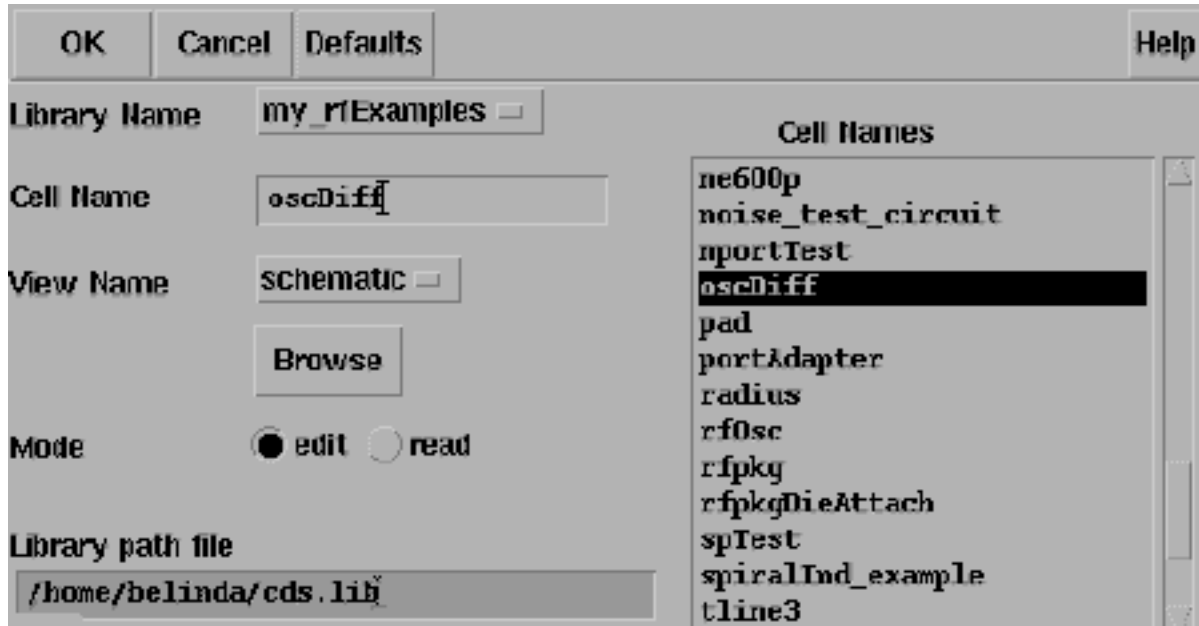 OK Cancel Defaults Help
Library Name my_rfExamples
Cell Name oscDiff
View Name schematic
Browse
Mode edit read
Library path file
/home/belinda/cds.lib
Cell Names
ne600p
noise_test_circuit
nportTest
oscDiff
pad
portAdapter
radius
rfOsc
rfpkg
rfpkgDieAttach
spTest
spiralInd_example
tline3